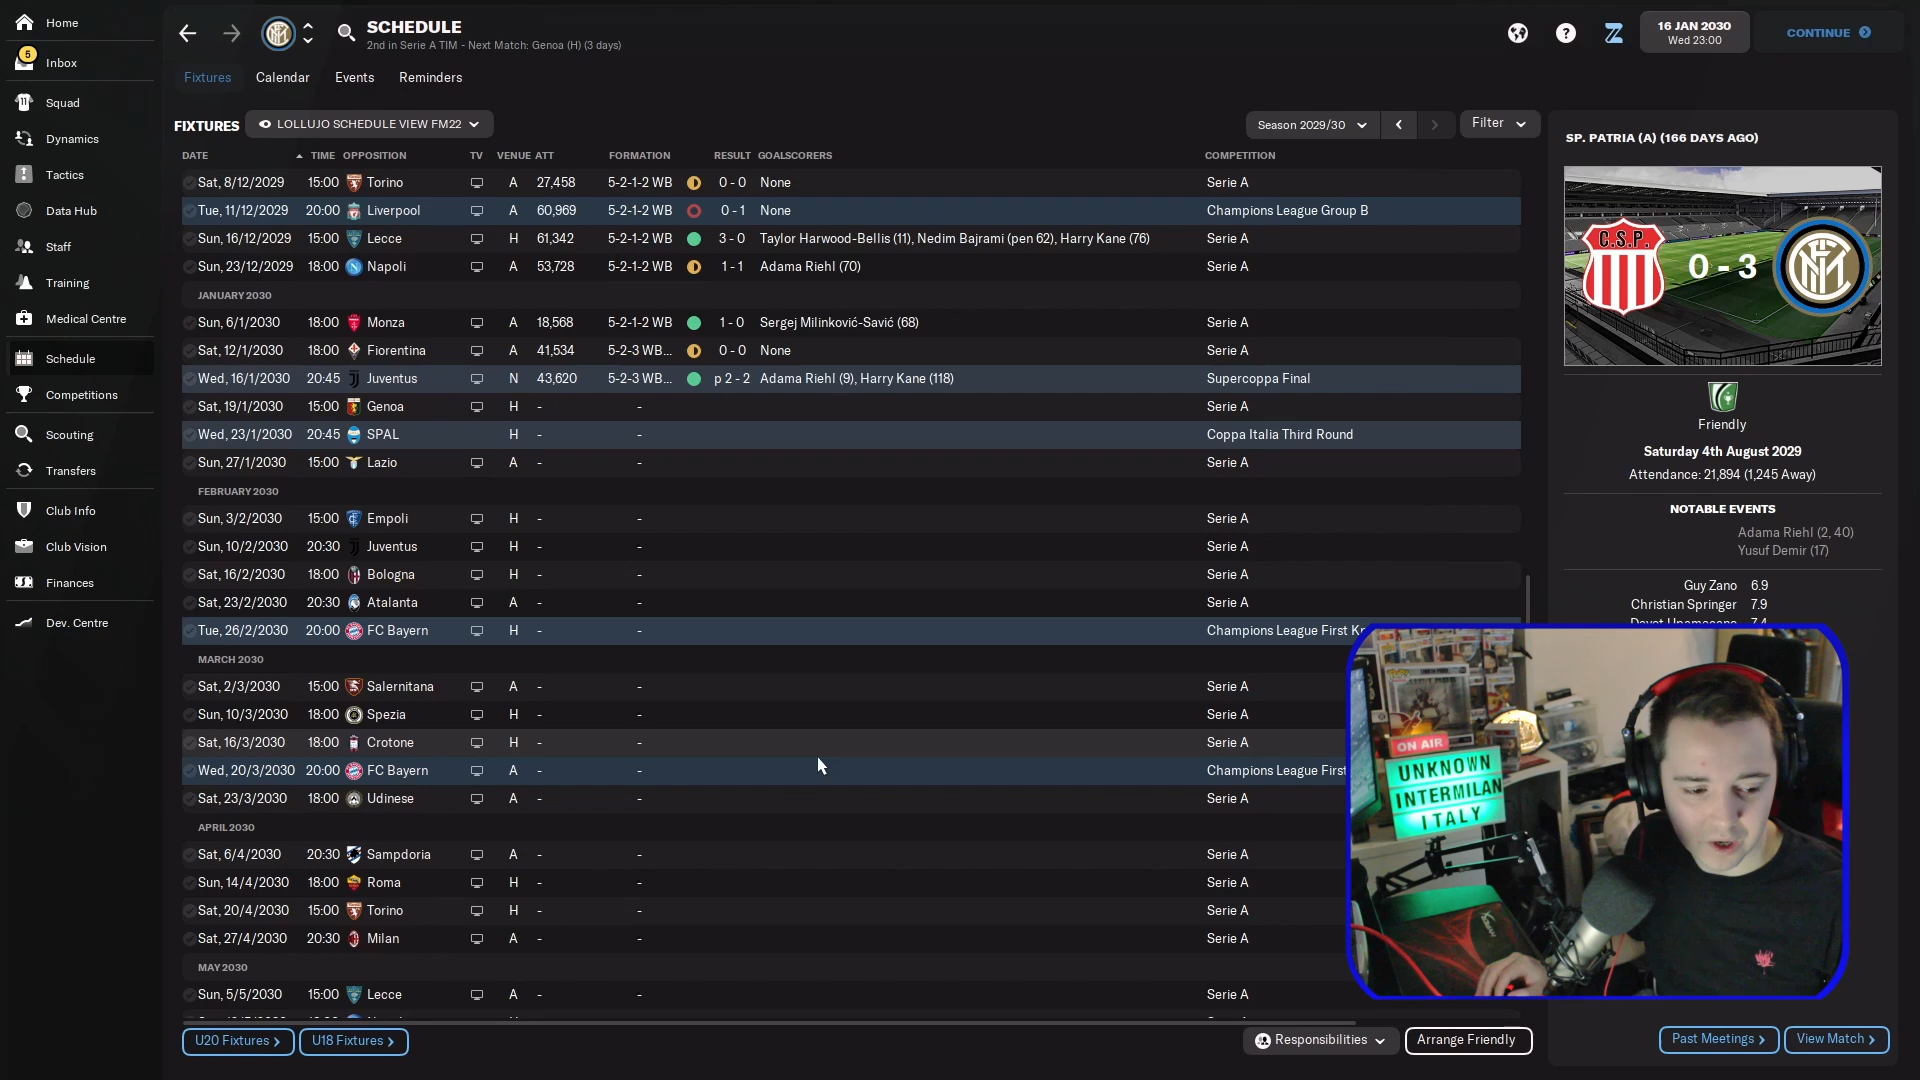 Home
5
Inbox
Squad
Dynamics
Tactics
Data Hub
Staff
Training
Medical Centre
Schedule
Competitions
Scouting
Transfers
Club Info
Club Vision
Finances
Dev. Centre
SCHEDULE
2nd in Serie A TIM - Next Match: Genoa (H) (3 days)
16 JAN 2030
Wed 23:00
CONTINUE
Fixtures Calendar Events Reminders
FIXTURES LOLLUJO SCHEDULE VIEW FM22 Season 2029/30 Filter
DATE TIME OPPOSITION TV VENUE ATT FORMATION RESULT GOALSCORERS COMPETITION
Sat, 8/12/2029 15:00 Torino A 27,458 5-2-1-2 WB 0 - 0 None Serie A
Tue, 11/12/2029 20:00 Liverpool A 60,969 5-2-1-2 WB 0 - 1 None Champions League Group B
Sun, 16/12/2029 15:00 Lecce H 61,342 5-2-1-2 WB 3 - 0 Taylor Harwood-Bellis (11), Nedim Bajrami (pen 62), Harry Kane (76) Serie A
Sun, 23/12/2029 18:00 Napoli A 53,728 5-2-1-2 WB 1 - 1 Adama Riehl (70) Serie A
JANUARY 2030
Sun, 6/1/2030 18:00 Monza A 18,568 5-2-1-2 WB 1 - 0 Sergej Milinković-Savić (68) Serie A
Sat, 12/1/2030 18:00 Fiorentina A 41,534 5-2-3 WB... 0 - 0 None Serie A
Wed, 16/1/2030 20:45 Juventus N 43,620 5-2-3 WB... p 2 - 2 Adama Riehl (9), Harry Kane (118) Supercoppa Final
Sat, 19/1/2030 15:00 Genoa H - - Serie A
Wed, 23/1/2030 20:45 SPAL H - - Coppa Italia Third Round
Sun, 27/1/2030 15:00 Lazio A - - Serie A
FEBRUARY 2030
Sun, 3/2/2030 15:00 Empoli H - - Serie A
Sun, 10/2/2030 20:30 Juventus H - - Serie A
Sat, 16/2/2030 18:00 Bologna H - - Serie A
Sat, 23/2/2030 20:30 Atalanta A - - Serie A
Tue, 26/2/2030 20:00 FC Bayern H - - Champions League First Kn
MARCH 2030
Sat, 2/3/2030 15:00 Salernitana A - - Serie A
Sun, 10/3/2030 18:00 Spezia H - - Serie A
Sat, 16/3/2030 18:00 Crotone H - - Serie A
Wed, 20/3/2030 20:00 FC Bayern A - - Champions League First
Sat, 23/3/2030 18:00 Udinese A - - Serie A
APRIL 2030
Sat, 6/4/2030 20:30 Sampdoria A - - Serie A
Sun, 14/4/2030 18:00 Roma H - - Serie A
Sat, 20/4/2030 15:00 Torino H - - Serie A
Sat, 27/4/2030 20:30 Milan A - - Serie A
MAY 2030
Sun, 5/5/2030 15:00 Lecce A - - Serie A
U20 Fixtures U18 Fixtures Responsibilities Arrange Friendly
SP. PATRIA (A) (166 DAYS AGO)
C.S.P.
0 - 3
Friendly
Saturday 4th August 2029
Attendance: 21,894 (1,245 Away)
NOTABLE EVENTS
Adama Riehl (2, 40)
Yusuf Demir (17)
Guy Zano 6.9
Christian Springer 7.9
ON AIR
UNKNOWN
INTERMILAN
ITALY
Past Meetings View Match